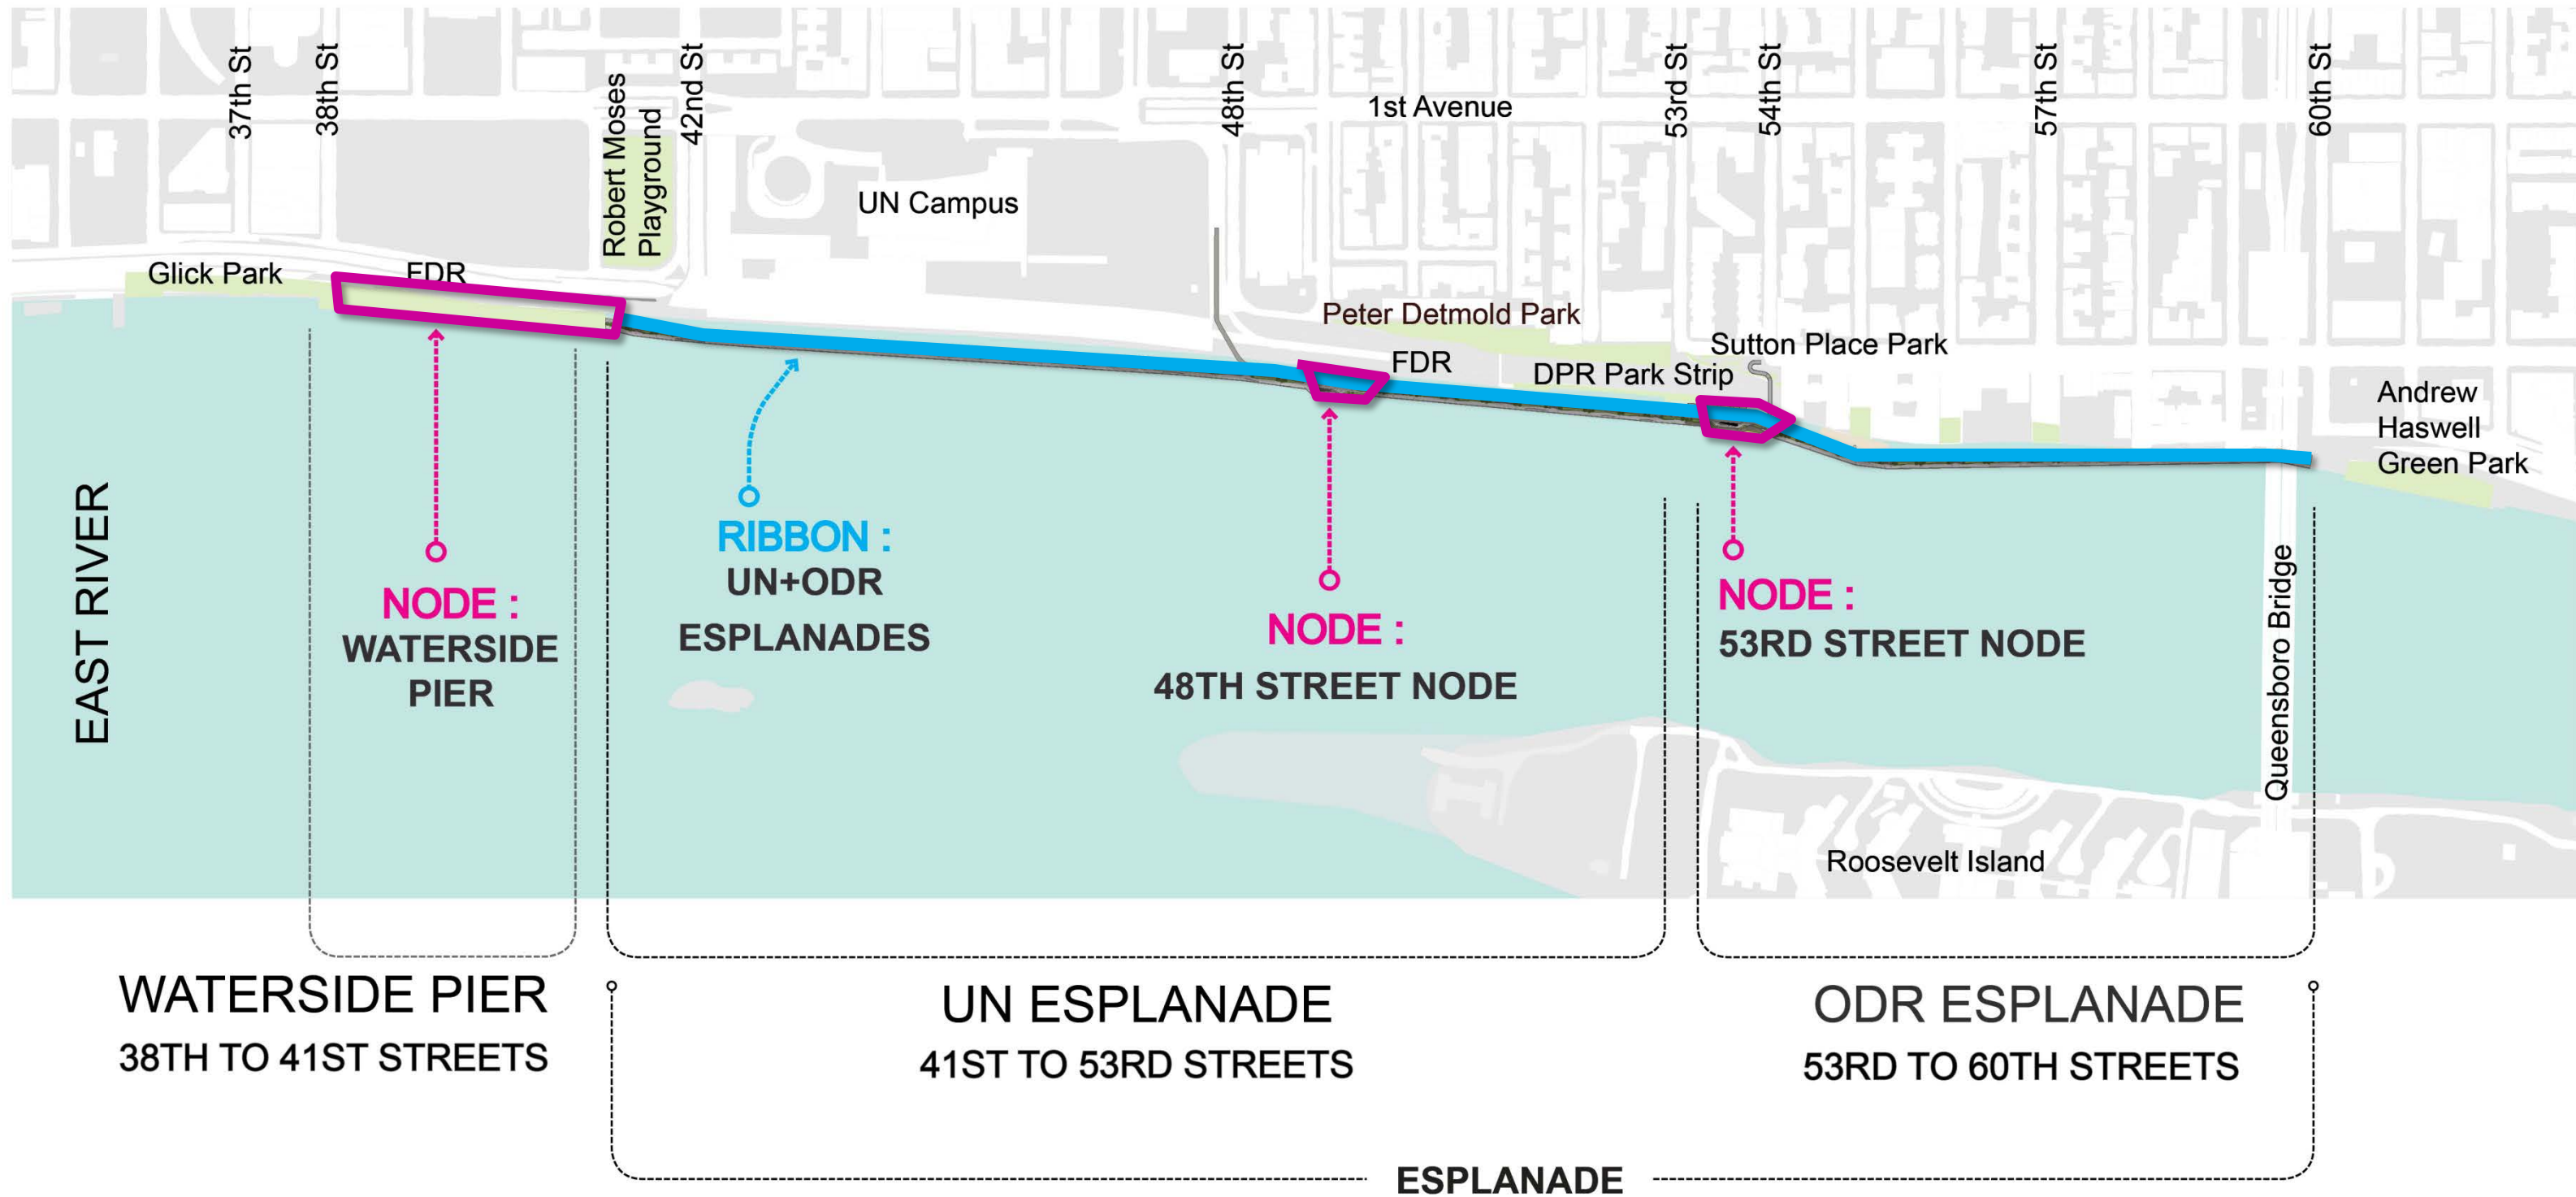 37th St
38th St
Robert Moses
Playground
42nd St
48th St
1st Avenue
53rd St
54th St
57th St
60th St
UN Campus
Glick Park
FDR
Peter Detmold Park
FDR
DPR Park Strip
Sutton Place Park
Andrew
Haswell
Green Park
EAST RIVER
NODE :
WATERSIDE
PIER
RIBBON :
UN+ODR
ESPLANADES
NODE :
48TH STREET NODE
NODE :
53RD STREET NODE
Queensboro Bridge
Roosevelt Island
WATERSIDE PIER
38TH TO 41ST STREETS
UN ESPLANADE
41ST TO 53RD STREETS
ODR ESPLANADE
53RD TO 60TH STREETS
ESPLANADE